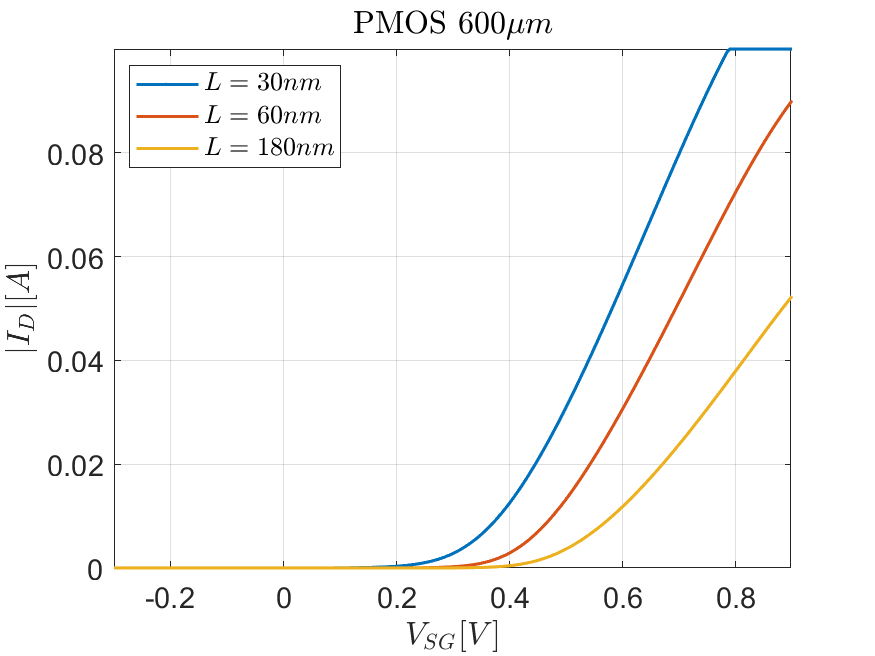 PMOS 600μm
L = 30nm
L = 60nm
L = 180nm
|I_D|[A]
0.08
0.06
0.04
0.02
0
-0.2
0
0.2
0.4
0.6
0.8
V_SG[V]